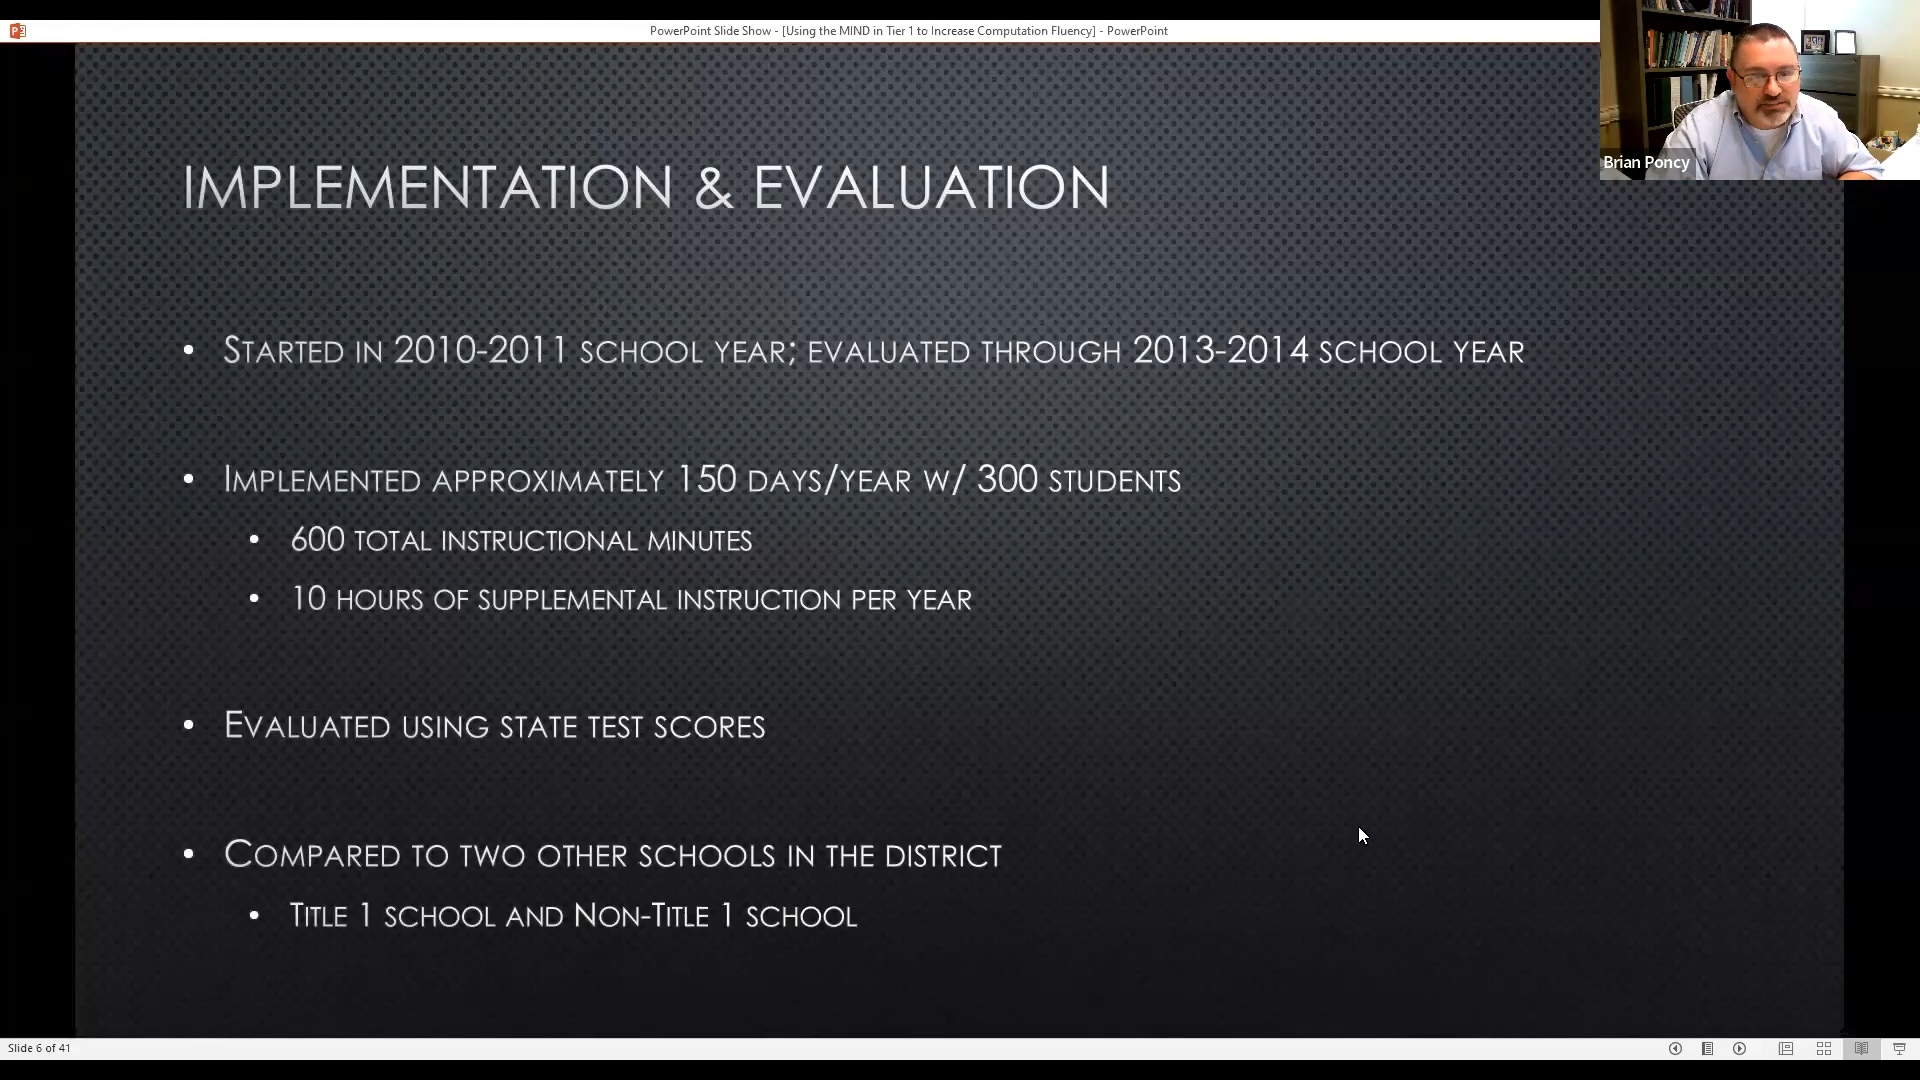 PowerPoint Slide Show - [Using the MIND in Tier 1 to Increase Computation Fluency] - PowerPoint
Brian Poncy
IMPLEMENTATION & EVALUATION
• STARTED IN 2010-2011 SCHOOL YEAR; EVALUATED THROUGH 2013-2014 SCHOOL YEAR
• IMPLEMENTED APPROXIMATELY 150 DAYS/YEAR W/ 300 STUDENTS
• 600 TOTAL INSTRUCTIONAL MINUTES
• 10 HOURS OF SUPPLEMENTAL INSTRUCTION PER YEAR
• EVALUATED USING STATE TEST SCORES
• COMPARED TO TWO OTHER SCHOOLS IN THE DISTRICT
• TITLE 1 SCHOOL AND NON-TITLE 1 SCHOOL
Slide 6 of 41